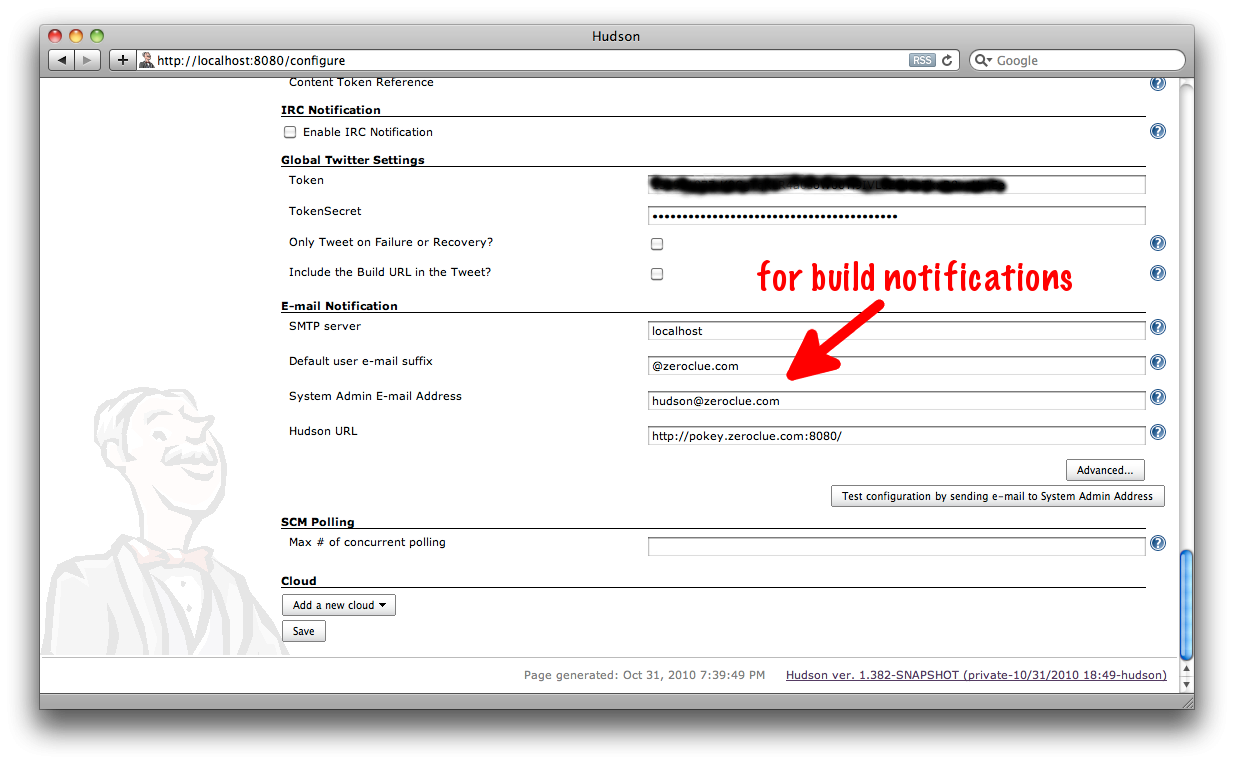 Hudson
http://localhost:8080/configure
RSS
Google
Content Token Reference
IRC Notification
Enable IRC Notification
Global Twitter Settings
Token
TokenSecret
Only Tweet on Failure or Recovery?
Include the Build URL in the Tweet?
for build notifications
E-mail Notification
SMTP server
localhost
Default user e-mail suffix
@zeroclue.com
System Admin E-mail Address
hudson@zeroclue.com
Hudson URL
http://pokey.zeroclue.com:8080/
Advanced...
Test configuration by sending e-mail to System Admin Address
SCM Polling
Max # of concurrent polling
Cloud
Add a new cloud
Save
Page generated: Oct 31, 2010 7:39:49 PM Hudson ver. 1.382-SNAPSHOT (private-10/31/2010 18:49-hudson)